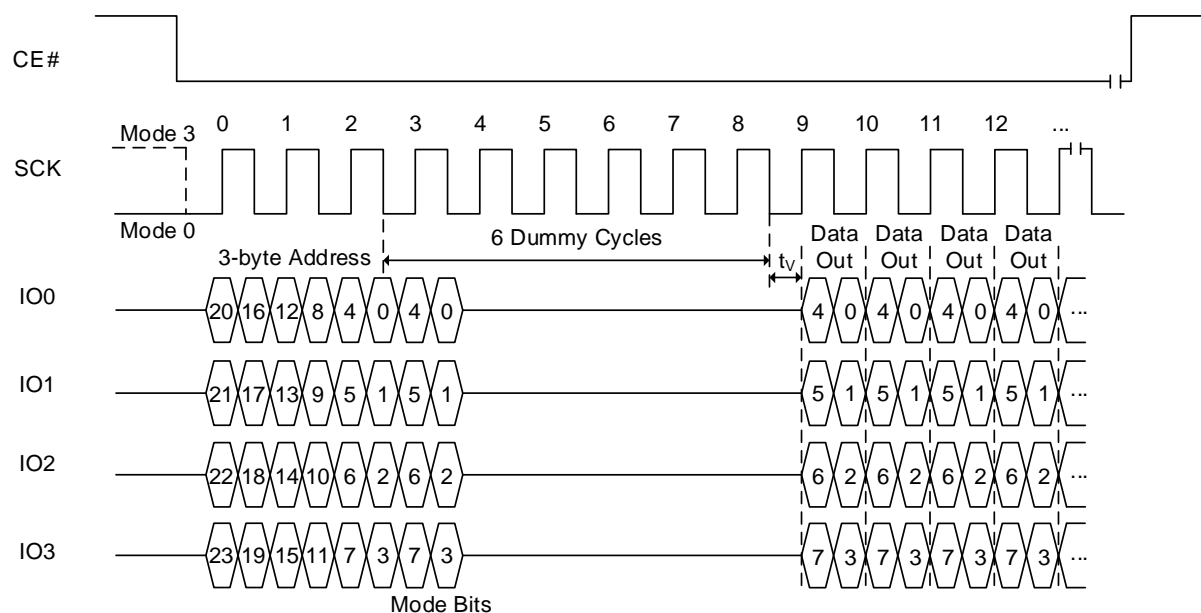 CE#
0 1 2 3 4 5 6 7 8 9 10 11 12 ...
Mode 3
SCK
Mode 0
6 Dummy Cycles
Data Out Data Out Data Out Data Out
3-byte Address
tV
IO0 20 16 12 8 4 0 4 0 4 0 4 0 4 0 4 0 ...
IO1 21 17 13 9 5 1 5 1 5 1 5 1 5 1 5 1 ...
IO2 22 18 14 10 6 2 6 2 6 2 6 2 6 2 6 2 ...
IO3 23 19 15 11 7 3 7 3 7 3 7 3 7 3 7 3 ...
Mode Bits